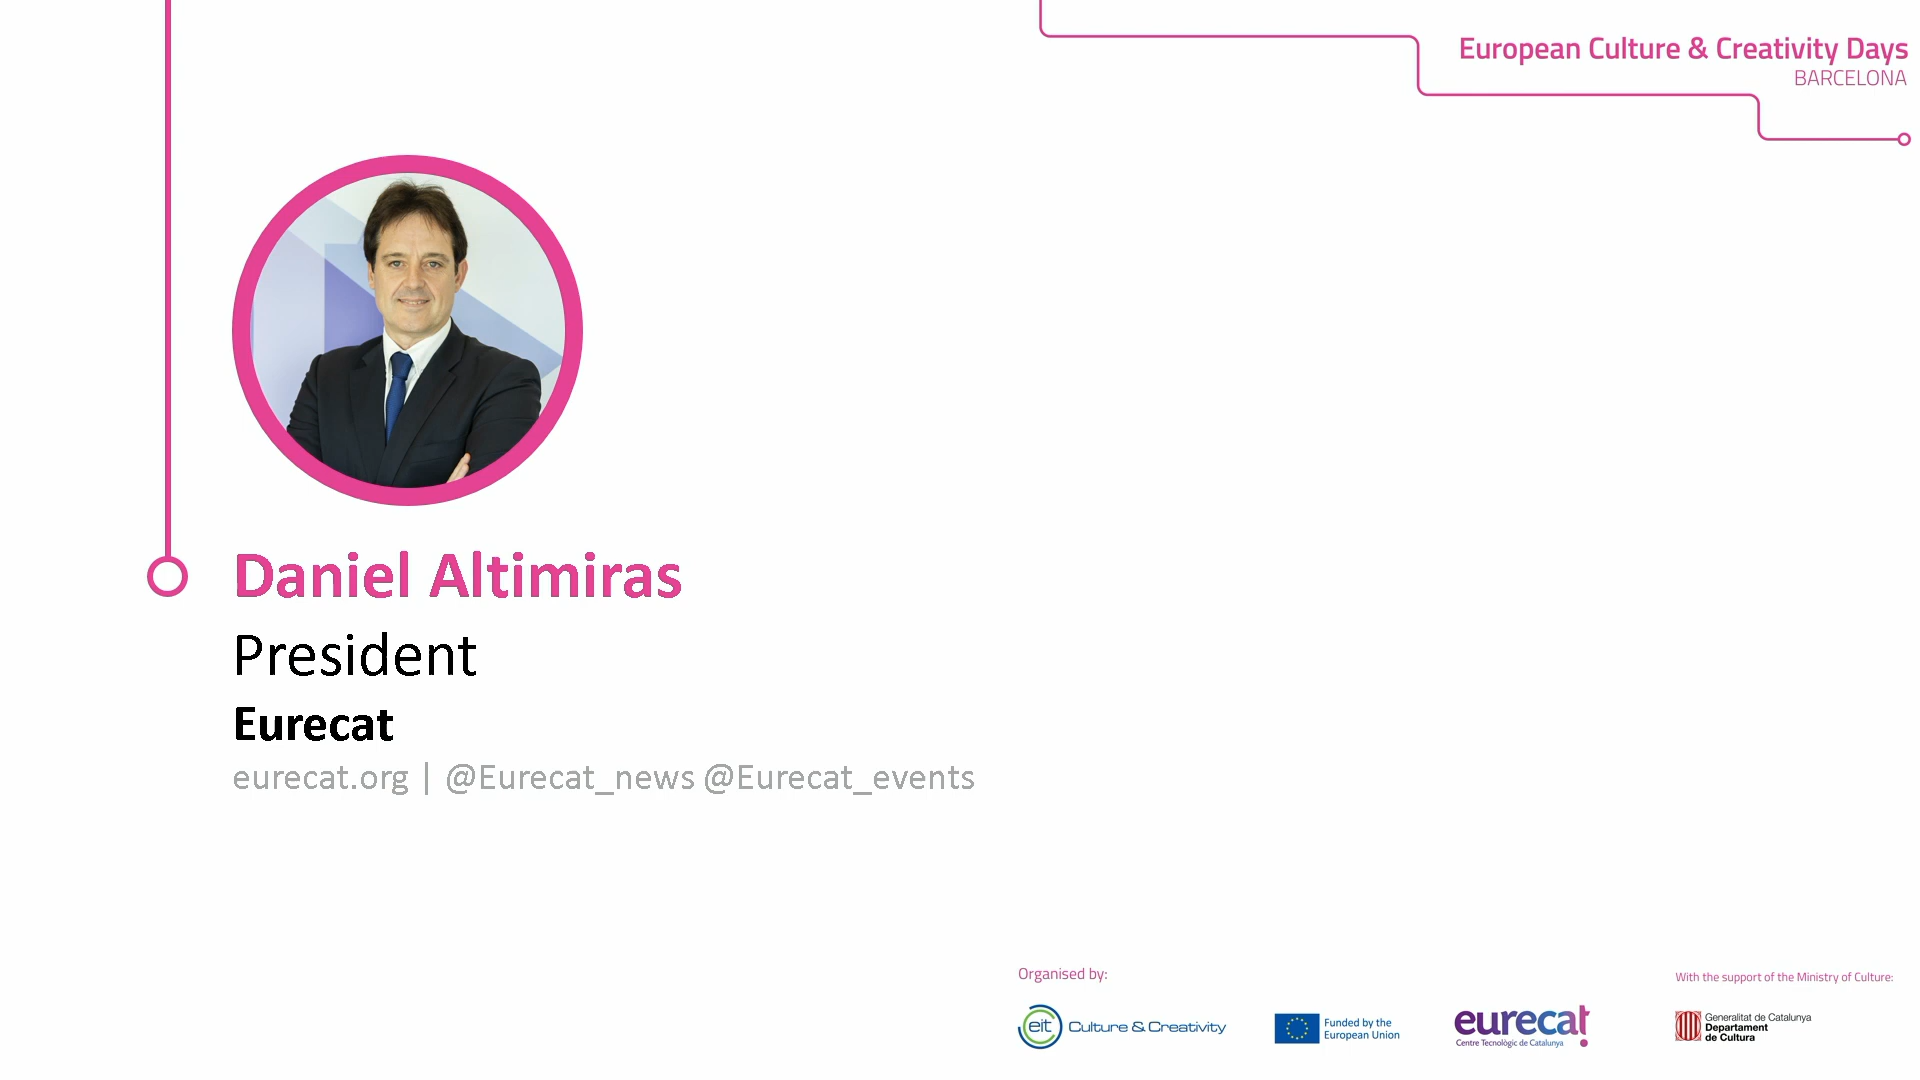 European Culture & Creativity Days
BARCELONA
Daniel Altimiras
President
Eurecat
eurecat.org | @Eurecat_news @Eurecat_events
Organised by:
With the support of the Ministry of Culture:
eit Culture & Creativity
Funded by the
European Union
eurecat
Centre Tecnològic de Catalunya
Generalitat de Catalunya
Departament
de Cultura